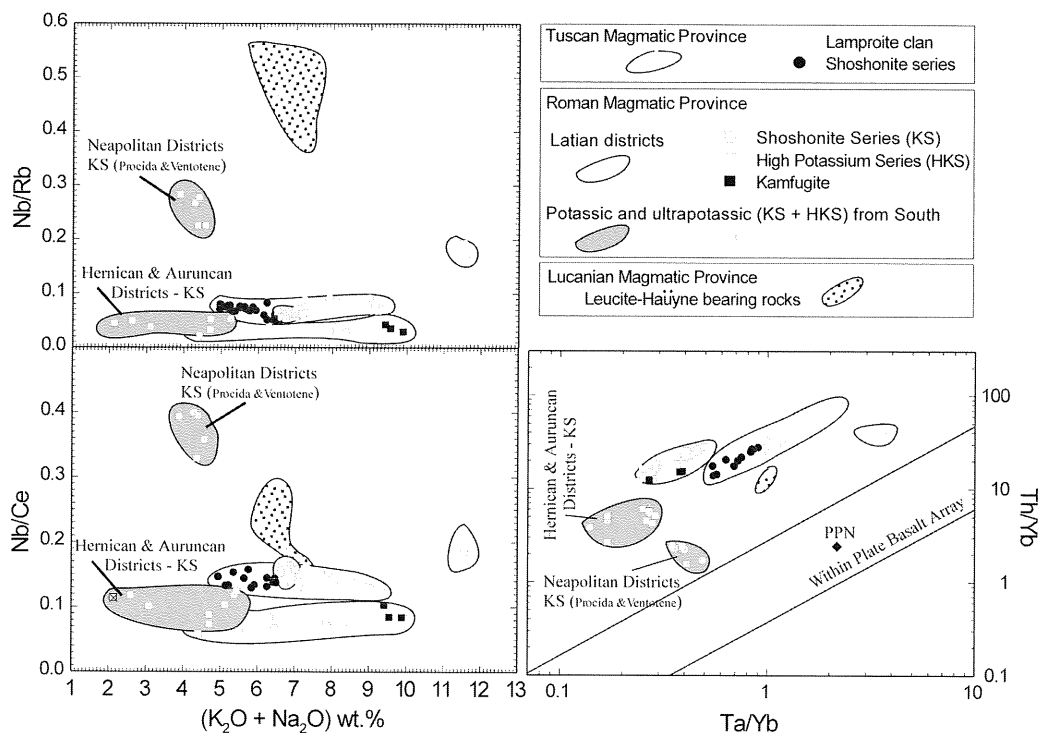 0.6
0.5
0.4
0.3
0.2
0.1
0.0
Nb/Rb
Neapolitan Districts
KS (Procida & Ventotene)
Hernican & Auruncan
Districts - KS
Tuscan Magmatic Province
Lamproite clan
Shoshonite series
Roman Magmatic Province
Latian districts
Shoshonite Series (KS)
High Potassium Series (HKS)
Kamfugite
Potassic and ultrapotassic (KS + HKS) from South
Lucanian Magmatic Province
Leucite-Haüyne bearing rocks
0.4
0.3
0.2
0.1
0.0
Nb/Ce
Neapolitan Districts
KS (Procida & Ventotene)
Hernican & Auruncan
Districts - KS
1 2 3 4 5 6 7 8 9 10 11 12 13
(K2O + Na2O) wt.%
Hernican & Auruncan
Districts - KS
Neapolitan Districts
KS (Procida & Ventotene)
PPN
Within Plate Basalt Array
100
10
1
0.1
Th/Yb
0.1 1 10
Ta/Yb